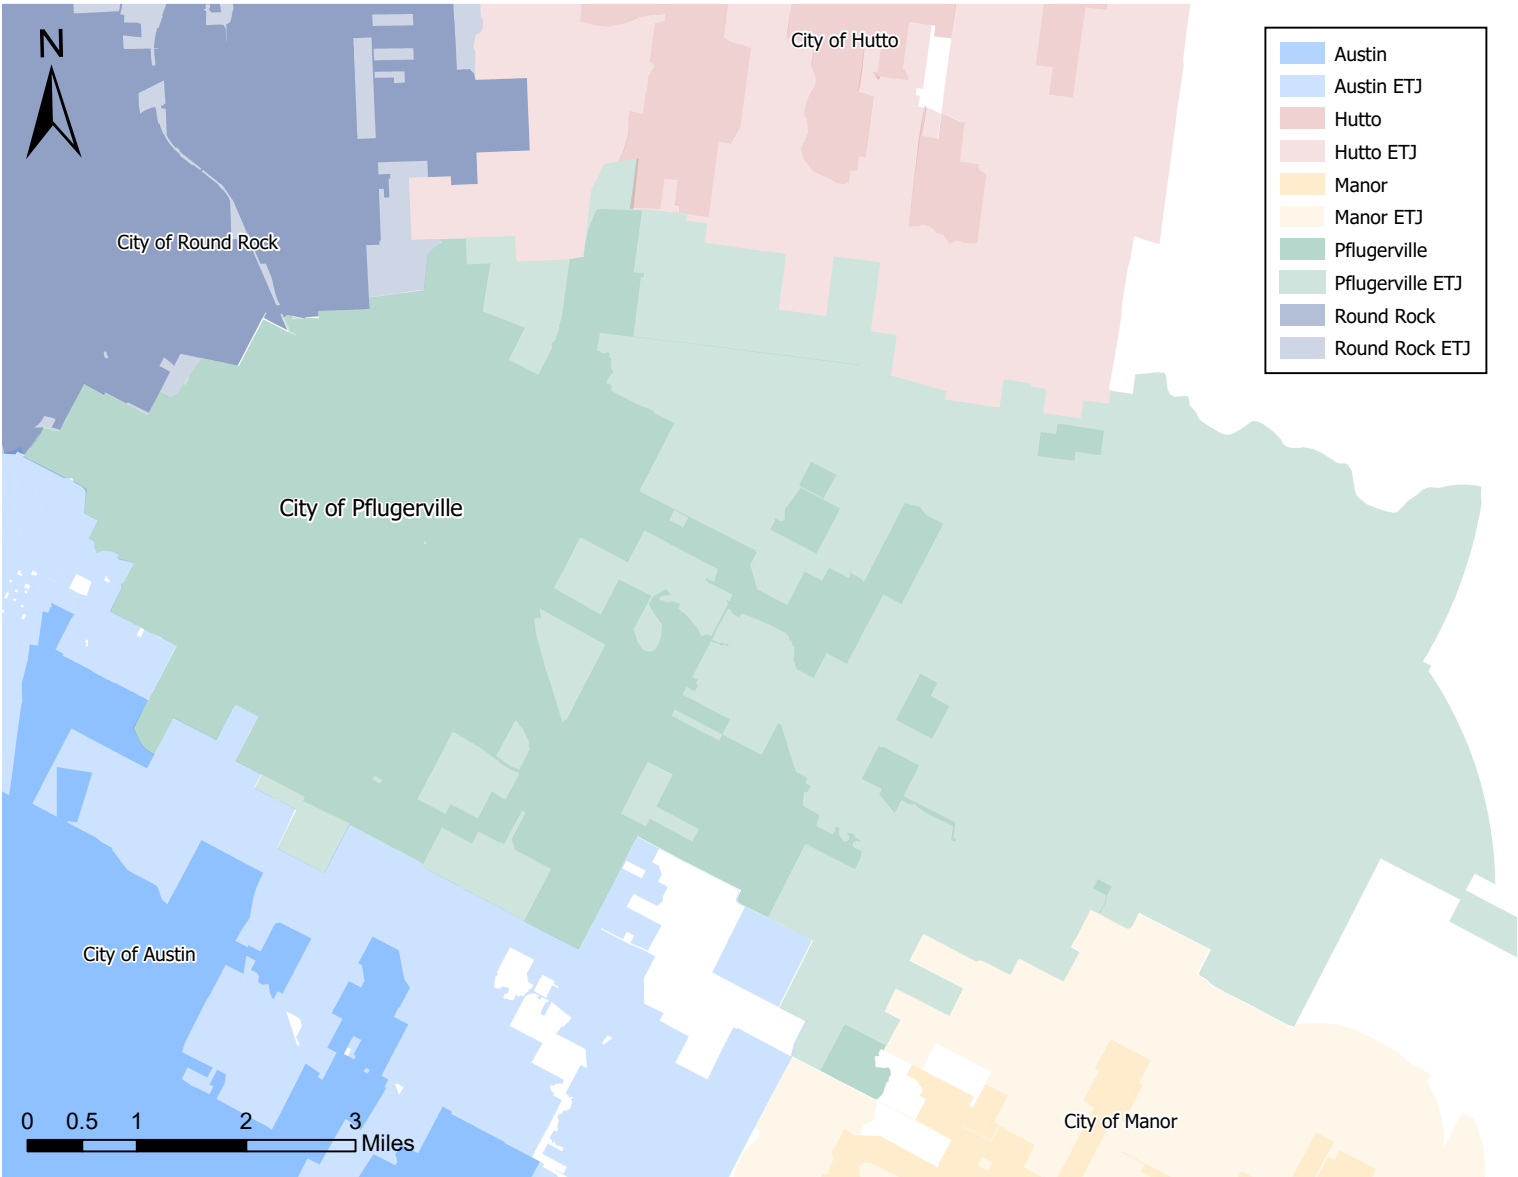 N
City of Hutto
Austin
Austin ETJ
Hutto
Hutto ETJ
Manor
Manor ETJ
Pflugerville
Pflugerville ETJ
Round Rock
Round Rock ETJ
City of Round Rock
City of Pflugerville
City of Austin
City of Manor
0 0.5 1 2 3
Miles